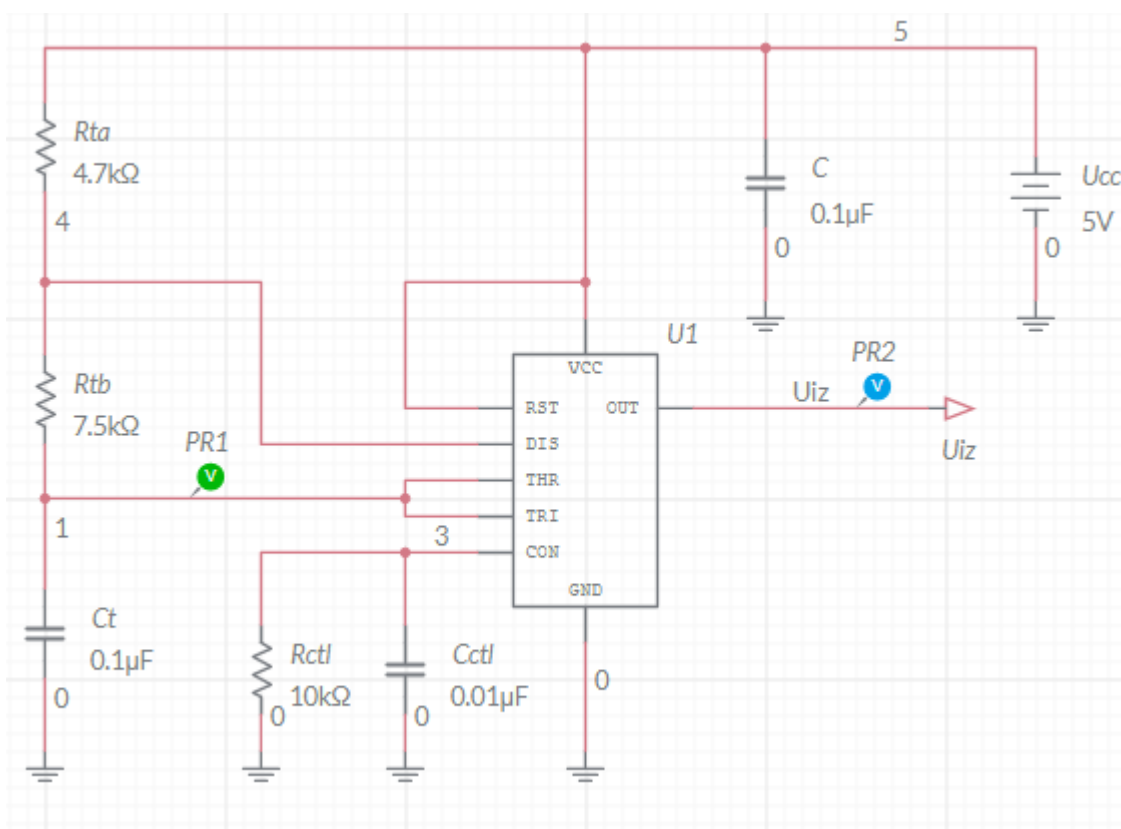 5
Rta
4.7kΩ
4
C
0.1µF
0
Ucc
5V
0
U1
VCC
PR2
V
Uiz
Uiz
RST
OUT
DIS
THR
TRI
CON
GND
Rtb
7.5kΩ
PR1
V
1
3
Ct
0.1µF
0
Rctl
10kΩ
0
Cctl
0.01µF
0
0